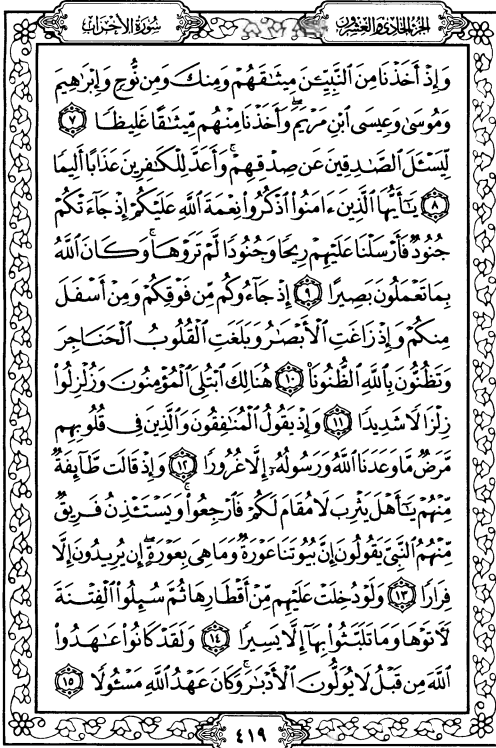 الجزء الحادي والعشرون
سورة الأحزاب
وَإِذْ أَخَذْنَا مِنَ ٱلنَّبِيِّـۧنَ مِيثَـٰقَهُمْ وَمِنكَ وَمِن نُّوحٍ وَإِبْرَٰهِيمَ
وَمُوسَىٰ وَعِيسَى ٱبْنِ مَرْيَمَ ۖ وَأَخَذْنَا مِنْهُم مِّيثَـٰقًا غَلِيظًا ٧
لِّيَسْـَٔلَ ٱلصَّـٰدِقِينَ عَن صِدْقِهِمْ ۚ وَأَعَدَّ لِلْكَـٰفِرِينَ عَذَابًا أَلِيمًا
٨ يَـٰٓأَيُّهَا ٱلَّذِينَ ءَامَنُوا۟ ٱذْكُرُوا۟ نِعْمَةَ ٱللَّهِ عَلَيْكُمْ إِذْ جَآءَتْكُمْ
جُنُودٌ فَأَرْسَلْنَا عَلَيْهِمْ رِيحًا وَجُنُودًا لَّمْ تَرَوْهَا ۚ وَكَانَ ٱللَّهُ
بِمَا تَعْمَلُونَ بَصِيرًا ٩ إِذْ جَآءُوكُم مِّن فَوْقِكُمْ وَمِنْ أَسْفَلَ
مِنكُمْ وَإِذْ زَاغَتِ ٱلْأَبْصَـٰرُ وَبَلَغَتِ ٱلْقُلُوبُ ٱلْحَنَاجِرَ
وَتَظُنُّونَ بِٱللَّهِ ٱلظُّنُونَا۠ ١٠ هُنَالِكَ ٱبْتُلِىَ ٱلْمُؤْمِنُونَ وَزُلْزِلُوا۟
زِلْزَالًا شَدِيدًا ١١ وَإِذْ يَقُولُ ٱلْمُنَـٰفِقُونَ وَٱلَّذِينَ فِى قُلُوبِهِم
مَّرَضٌ مَّا وَعَدَنَا ٱللَّهُ وَرَسُولُهُۥٓ إِلَّا غُرُورًا ١٢ وَإِذْ قَالَت طَّآئِفَةٌ
مِّنْهُمْ يَـٰٓأَهْلَ يَثْرِبَ لَا مُقَامَ لَكُمْ فَٱرْجِعُوا۟ ۚ وَيَسْتَـْٔذِنُ فَرِيقٌ
مِّنْهُمُ ٱلنَّبِىَّ يَقُولُونَ إِنَّ بُيُوتَنَا عَوْرَةٌ وَمَا هِىَ بِعَوْرَةٍ ۖ إِن يُرِيدُونَ إِلَّا
فِرَارًا ١٣ وَلَوْ دُخِلَتْ عَلَيْهِم مِّنْ أَقْطَارِهَا ثُمَّ سُئِلُوا۟ ٱلْفِتْنَةَ
لَـَٔاتَوْهَا وَمَا تَلَبَّثُوا۟ بِهَآ إِلَّا يَسِيرًا ١٤ وَلَقَدْ كَانُوا۟ عَـٰهَدُوا۟
ٱللَّهَ مِن قَبْلُ لَا يُوَلُّونَ ٱلْأَدْبَـٰرَ ۚ وَكَانَ عَهْدُ ٱللَّهِ مَسْـُٔولًا ١٥
٤١٩